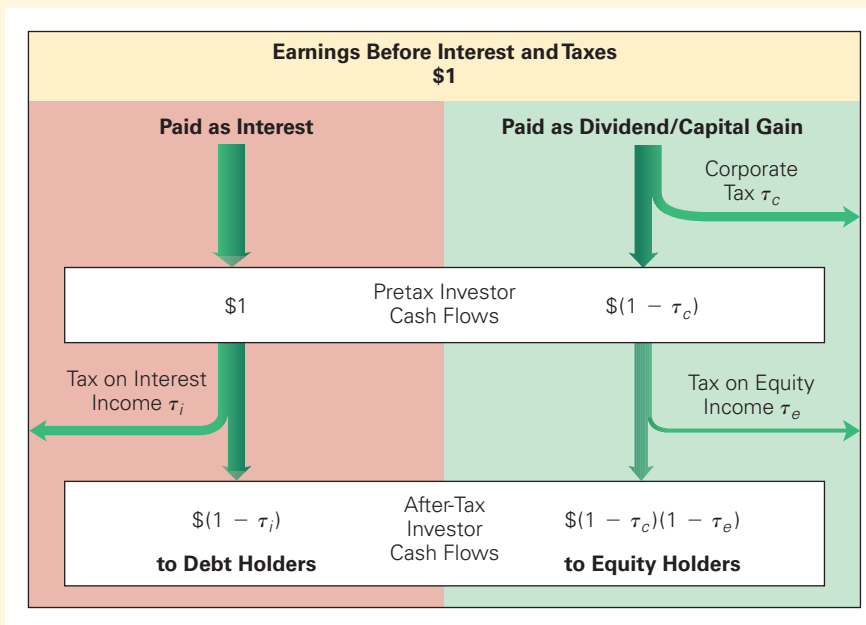 Earnings Before Interest and Taxes
$1
Paid as Interest
Paid as Dividend/Capital Gain
Corporate
Tax τc
$1
Pretax Investor
Cash Flows
$(1 − τc)
Tax on Interest
Income τi
Tax on Equity
Income τe
$(1 − τi)
to Debt Holders
After-Tax
Investor
Cash Flows
$(1 − τc)(1 − τe)
to Equity Holders